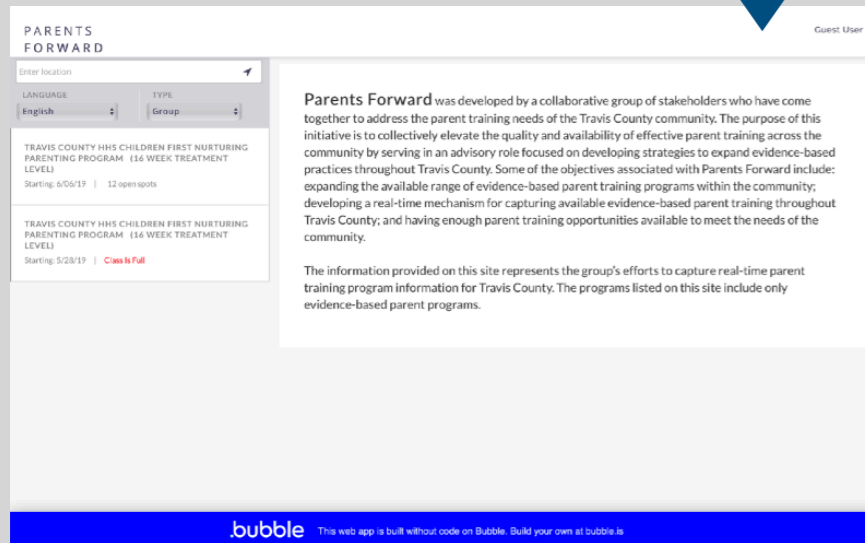 PARENTS
FORWARD
Guest User
Enter location
LANGUAGE
TYPE
English
Group
TRAVIS COUNTY HHS CHILDREN FIRST NURTURING
PARENTING PROGRAM (16 WEEK TREATMENT
LEVEL)
Starting: 6/06/19 | 12 open spots
TRAVIS COUNTY HHS CHILDREN FIRST NURTURING
PARENTING PROGRAM (16 WEEK TREATMENT
LEVEL)
Starting: 5/28/19 | Class Is Full
Parents Forward was developed by a collaborative group of stakeholders who have come
together to address the parent training needs of the Travis County community. The purpose of this
initiative is to collectively elevate the quality and availability of effective parent training across the
community by serving in an advisory role focused on developing strategies to expand evidence-based
practices throughout Travis County. Some of the objectives associated with Parents Forward include:
expanding the available range of evidence-based parent training programs within the community;
developing a real-time mechanism for capturing available evidence-based parent training throughout
Travis County; and having enough parent training opportunities available to meet the needs of the
community.
The information provided on this site represents the group's efforts to capture real-time parent
training program information for Travis County. The programs listed on this site include only
evidence-based parent programs.
.bubble This web app is built without code on Bubble. Build your own at bubble.is